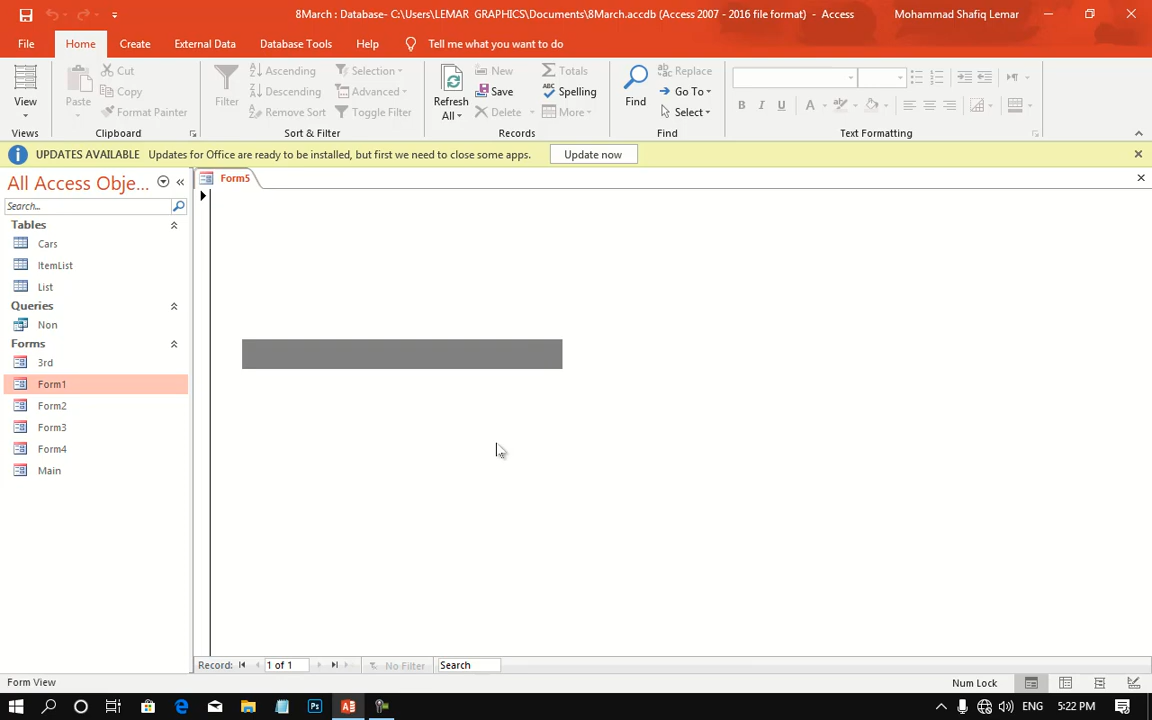 8March : Database- C:\Users\LEMAR GRAPHICS\Documents\8March.accdb (Access 2007 - 2016 file format) - Access
Mohammad Shafiq Lemar
File Home Create External Data Database Tools Help Tell me what you want to do
View
Views
Paste
Cut
Copy
Format Painter
Clipboard
Filter
Ascending
Descending
Remove Sort
Selection
Advanced
Toggle Filter
Sort & Filter
Refresh
All
New
Save
Delete
Totals
Spelling
More
Records
Find
Replace
Go To
Select
Find
B I U A
Text Formatting
UPDATES AVAILABLE Updates for Office are ready to be installed, but first we need to close some apps. Update now
All Access Obje...
Search...
Tables
Cars
ItemList
List
Queries
Non
Forms
3rd
Form1
Form2
Form3
Form4
Main
Form5
Record: 1 of 1 No Filter Search
Form View
Num Lock
ENG 5:22 PM